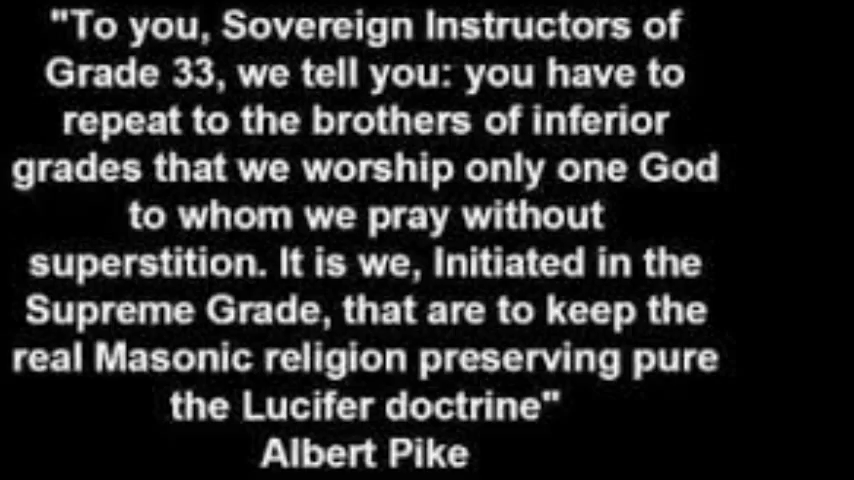 "To you, Sovereign Instructors of
Grade 33, we tell you: you have to
repeat to the brothers of inferior
grades that we worship only one God
to whom we pray without
superstition. It is we, Initiated in the
Supreme Grade, that are to keep the
real Masonic religion preserving pure
the Lucifer doctrine"
Albert Pike